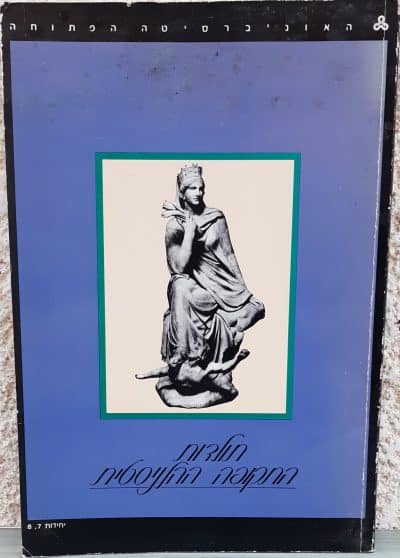 האוניברסיטה הפתוחה
תולדות
התקופה ההלניסטית
יחידות 7, 8